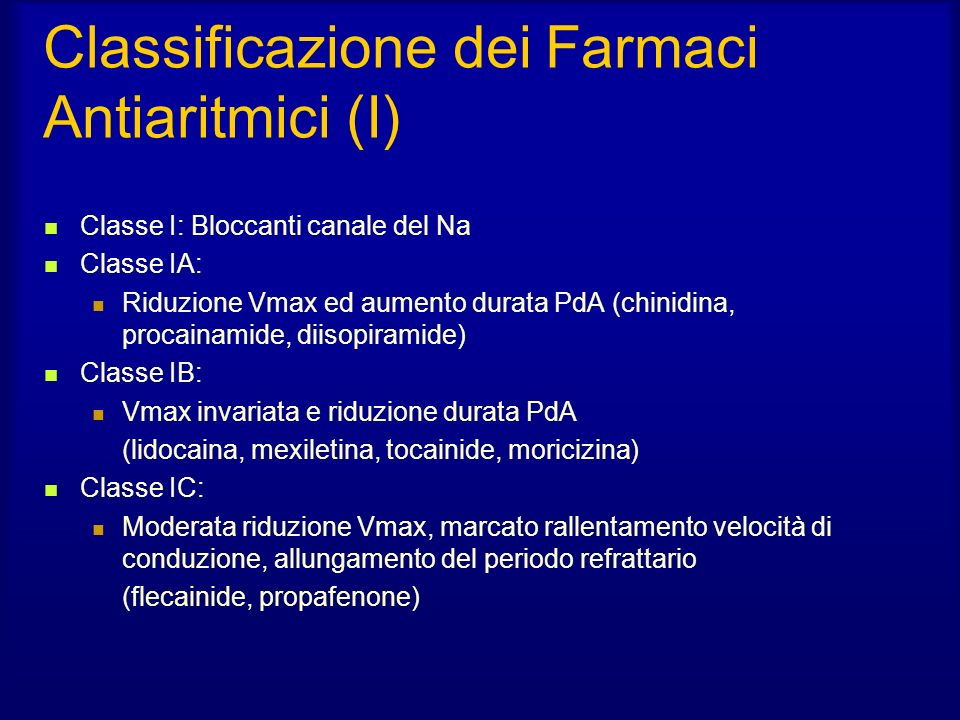 Classificazione dei Farmaci
Antiaritmici (I)
Classe I: Bloccanti canale del Na
Classe IA:
Riduzione Vmax ed aumento durata PdA (chinidina,
procainamide, diisopiramide)
Classe IB:
Vmax invariata e riduzione durata PdA
(lidocaina, mexiletina, tocainide, moricizina)
Classe IC:
Moderata riduzione Vmax, marcato rallentamento velocità di
conduzione, allungamento del periodo refrattario
(flecainide, propafenone)